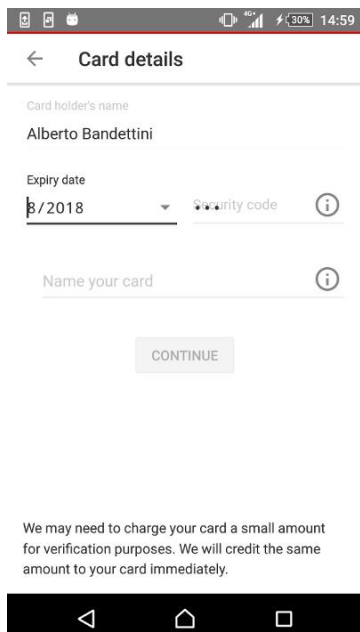 4G+ 30% 14:59
Card details
Card holder's name
Alberto Bandettini
Expiry date
8/2018 ••• Security code
Name your card
CONTINUE
We may need to charge your card a small amount
for verification purposes. We will credit the same
amount to your card immediately.